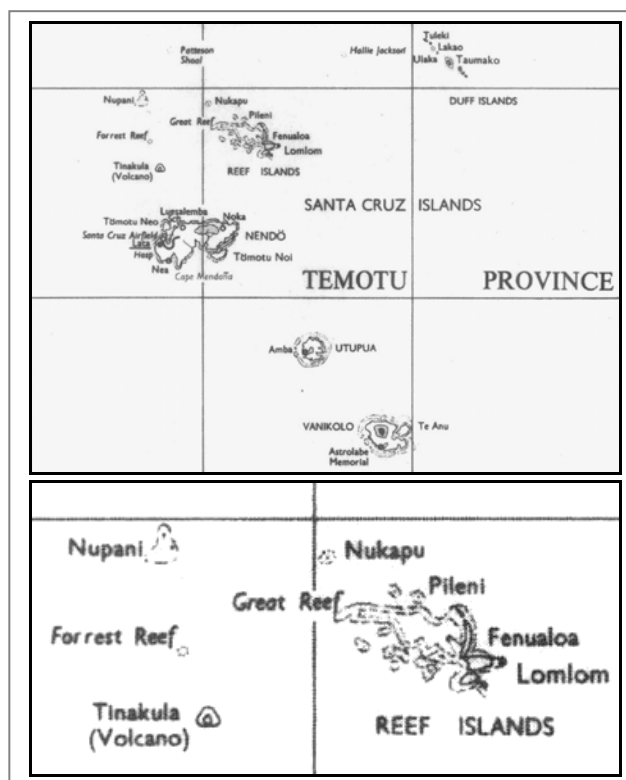 Patteson
Shoal
Hallie Jackson
Tuleki
Lakao
Ulaka
Taumako
DUFF ISLANDS
Nupani
Nukapu
Pileni
Great Reef
Fenualoa
Lomlom
Forrest Reef
REEF ISLANDS
Tinakula
(Volcano)
SANTA CRUZ ISLANDS
Luesalemba
Noka
Tömotu Neo
Santa Cruz Airfield
NENDÖ
Lata
Hosp
Tömotu Noi
Nea
Cape Mendaña
TEMOTU PROVINCE
Amba
UTUPUA
VANIKOLO
Te Anu
Astrolabe
Memorial
Nupani
Nukapu
Great Reef
Pileni
Forrest Reef
Fenualoa
Lomlom
Tinakula
(Volcano)
REEF ISLANDS